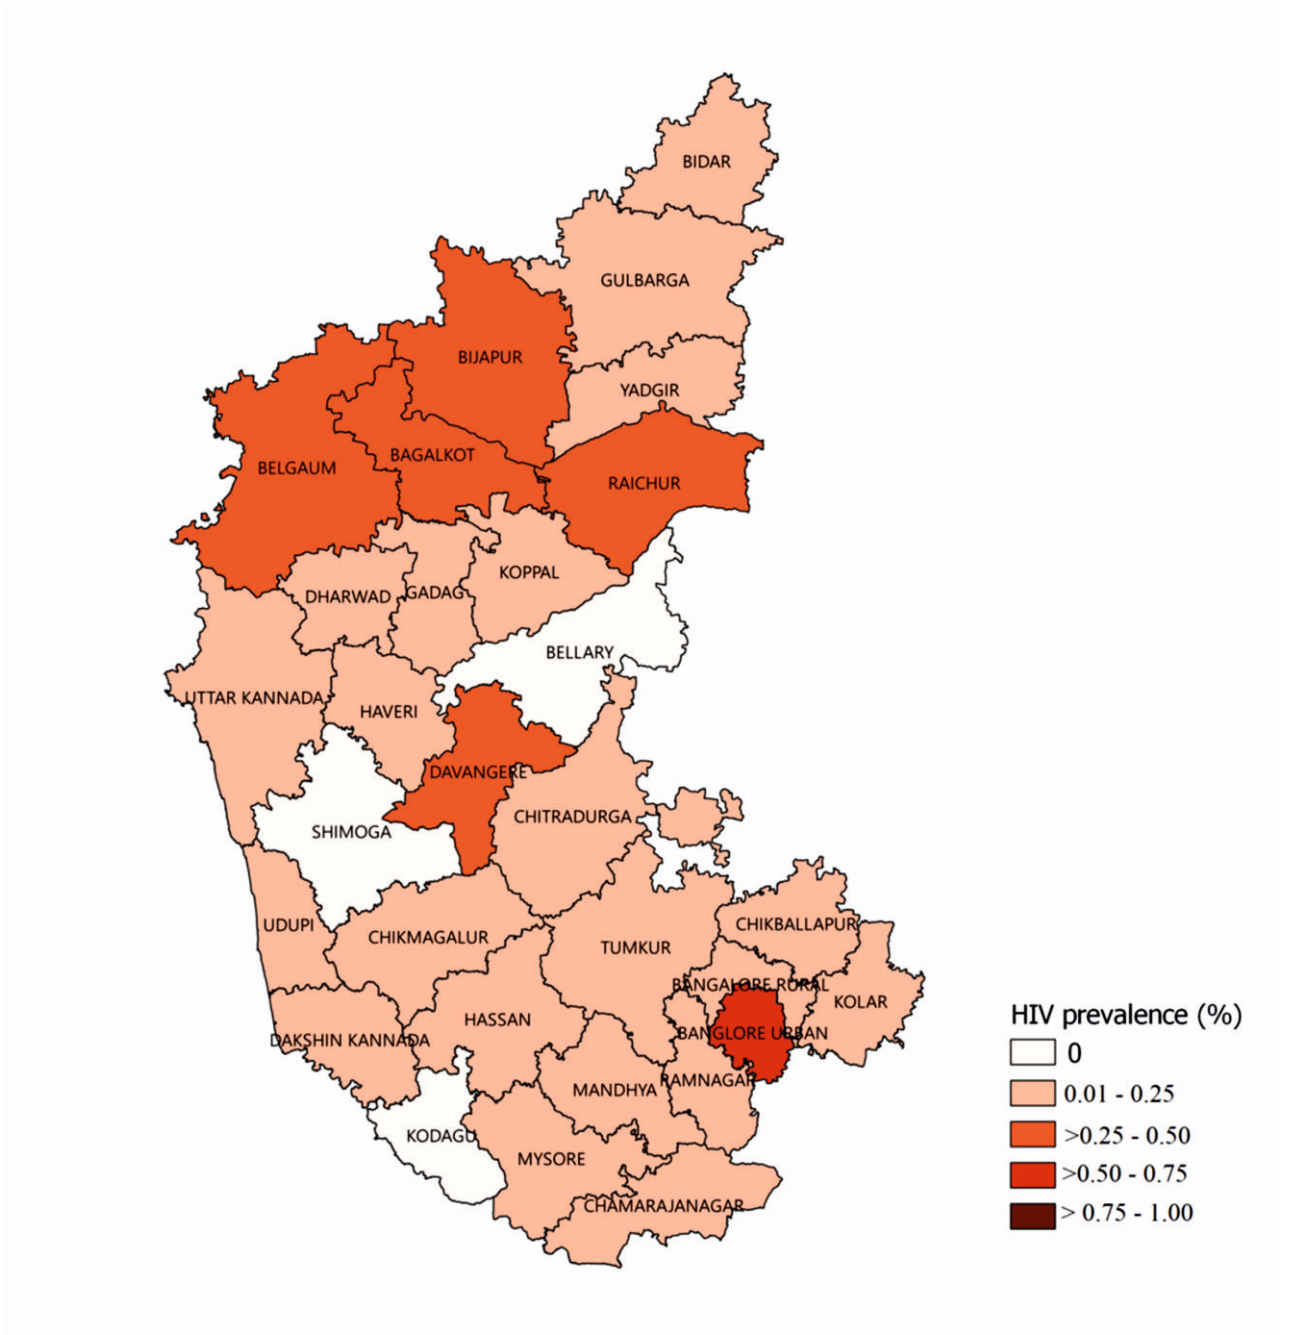 BIDAR
GULBARGA
BIJAPUR
YADGIR
BAGALKOT
BELGAUM
RAICHUR
KOPPAL
DHARWAD
GADAG
BELLARY
UTTAR KANNADA
HAVERI
DAVANGERE
CHITRADURGA
SHIMOGA
UDUPI
CHIKMAGALUR
TUMKUR
CHIKBALLAPUR
BANGALORE RURAL
KOLAR
HASSAN
BANGLORE URBAN
DAKSHIN KANNADA
MANDHYA
RAMNAGAR
KODAGU
MYSORE
CHAMARAJANAGAR
HIV prevalence (%)
0
0.01 - 0.25
>0.25 - 0.50
>0.50 - 0.75
> 0.75 - 1.00